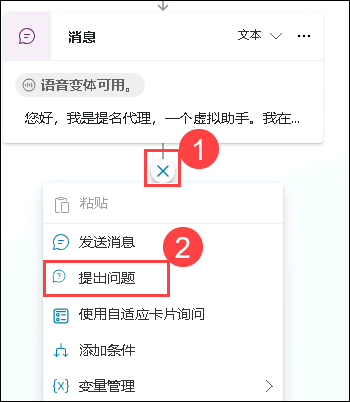 消息 文本
语音变体可用。
您好，我是提名代理，一个虚拟助手。我在...
1
粘贴
发送消息
2
提出问题
使用自适应卡片询问
添加条件
{x} 变量管理